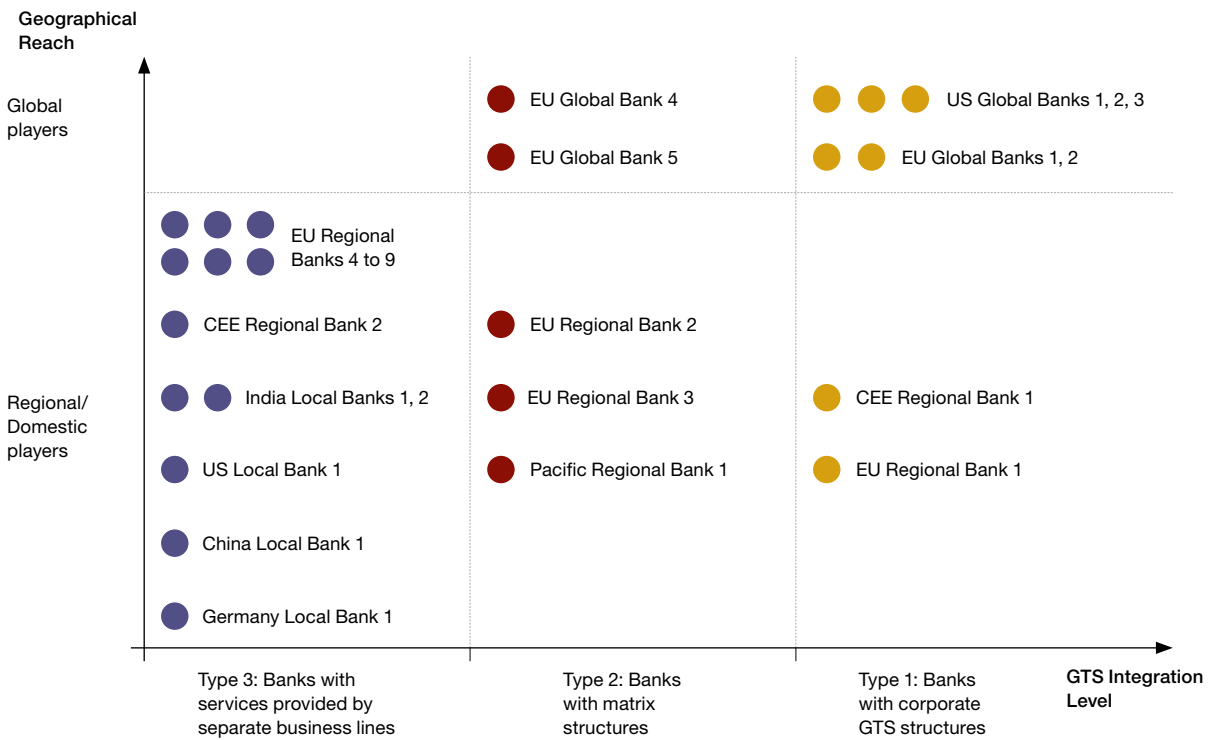 Geographical
Reach
Global
players
EU Global Bank 4
US Global Banks 1, 2, 3
EU Global Bank 5
EU Global Banks 1, 2
EU Regional
Banks 4 to 9
CEE Regional Bank 2
EU Regional Bank 2
Regional/
Domestic
players
India Local Banks 1, 2
EU Regional Bank 3
CEE Regional Bank 1
US Local Bank 1
Pacific Regional Bank 1
EU Regional Bank 1
China Local Bank 1
Germany Local Bank 1
Type 3: Banks with
services provided by
separate business lines
Type 2: Banks
with matrix
structures
Type 1: Banks
with corporate
GTS structures
GTS Integration
Level